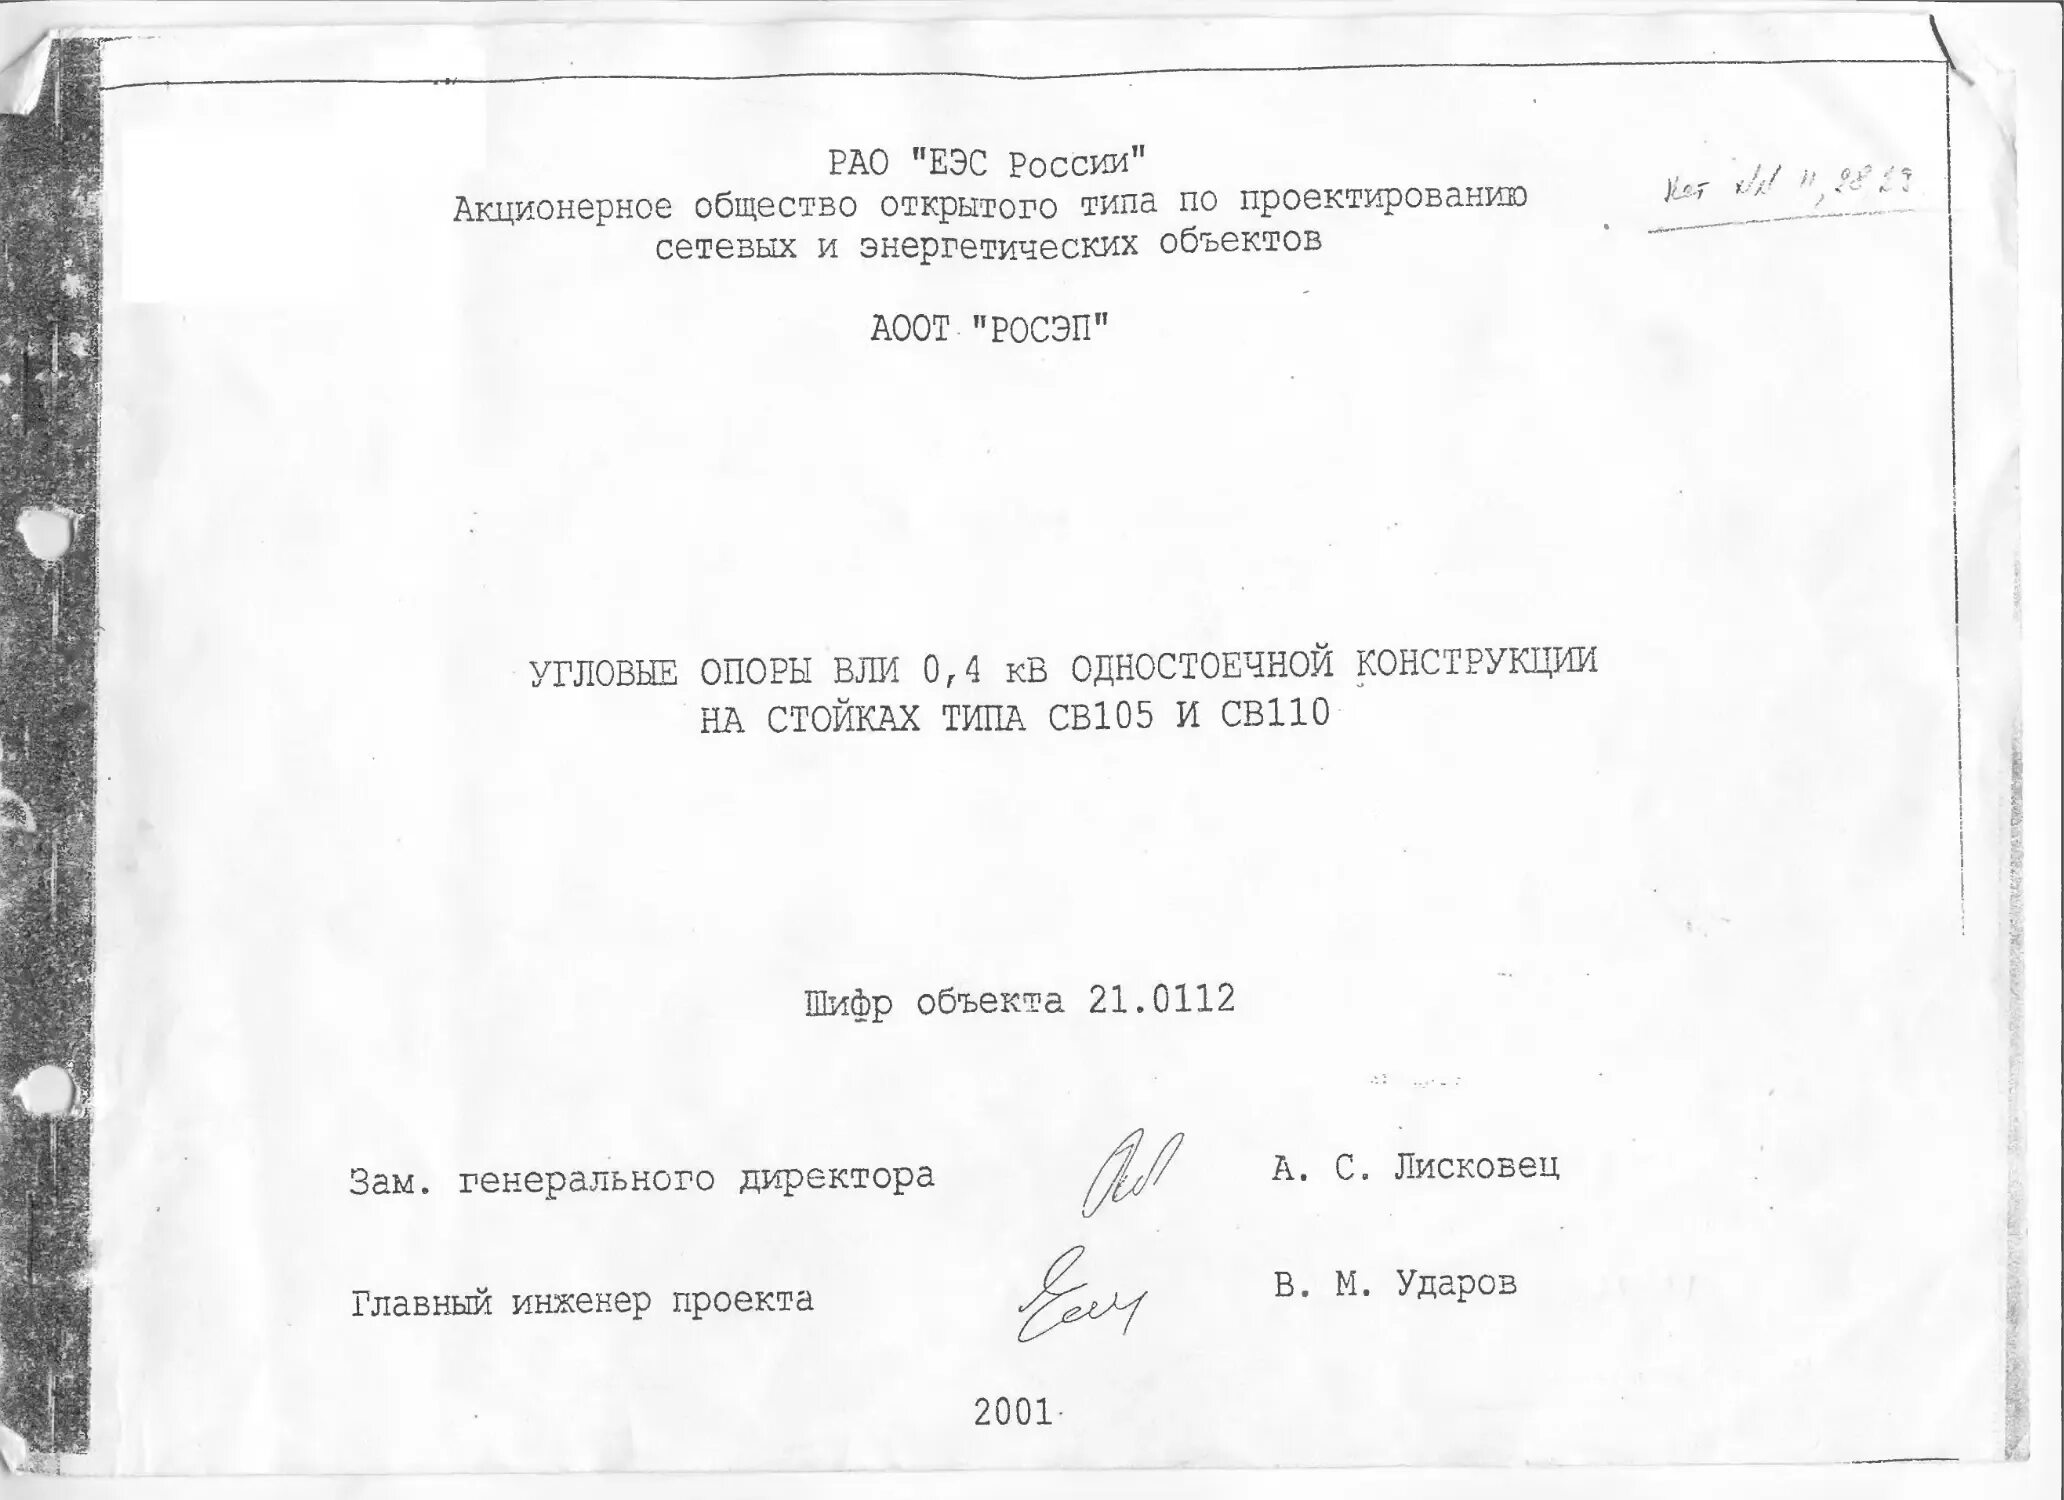 РАО "ЕЭС России"
Акционерное общество открытого типа по проектированию
сетевых и энергетических объектов
АООТ "РОСЭП"
УГЛОВЫЕ ОПОРЫ ВЛИ 0,4 кВ ОДНОСТОЕЧНОЙ КОНСТРУКЦИИ
НА СТОЙКАХ ТИПА СВ105 И СВ110
Шифр объекта 21.0112
Зам. генерального директора А. С. Лисковец
Главный инженер проекта В. М. Ударов
2001